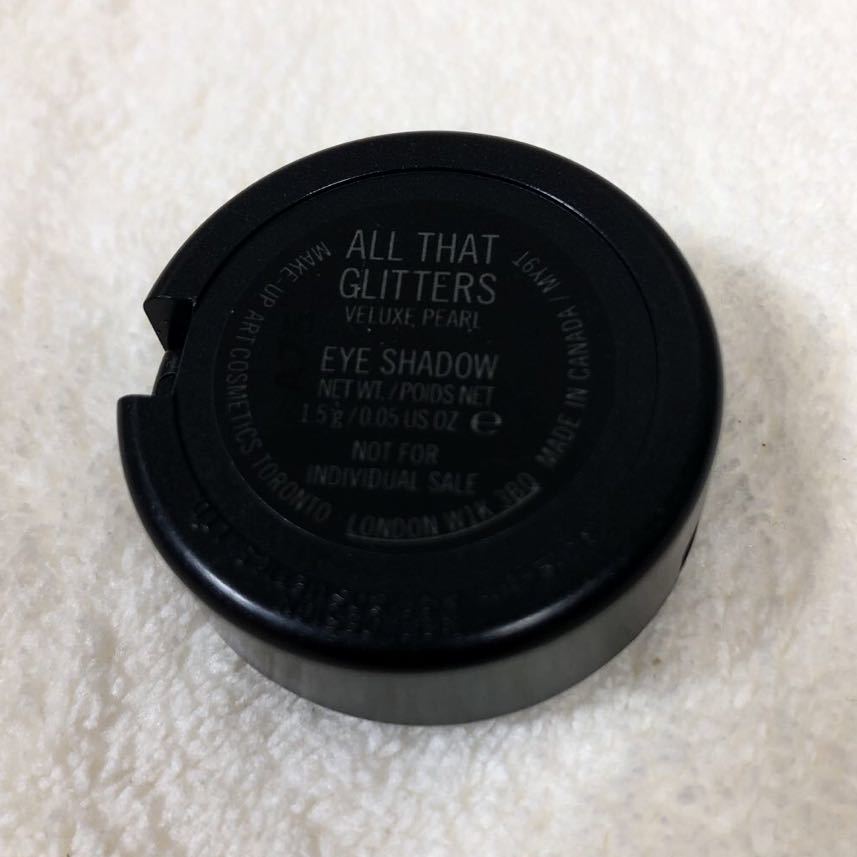 ALL THAT
GLITTERS
VELUXE PEARL
EYE SHADOW
NET WT. / POIDS NET
1.5 g / 0.05 US OZ ℮
NOT FOR
INDIVIDUAL SALE
MAKE-UP ART COSMETICS TORONTO LONDON W1K 3BQ MADE IN CANADA / MY9T